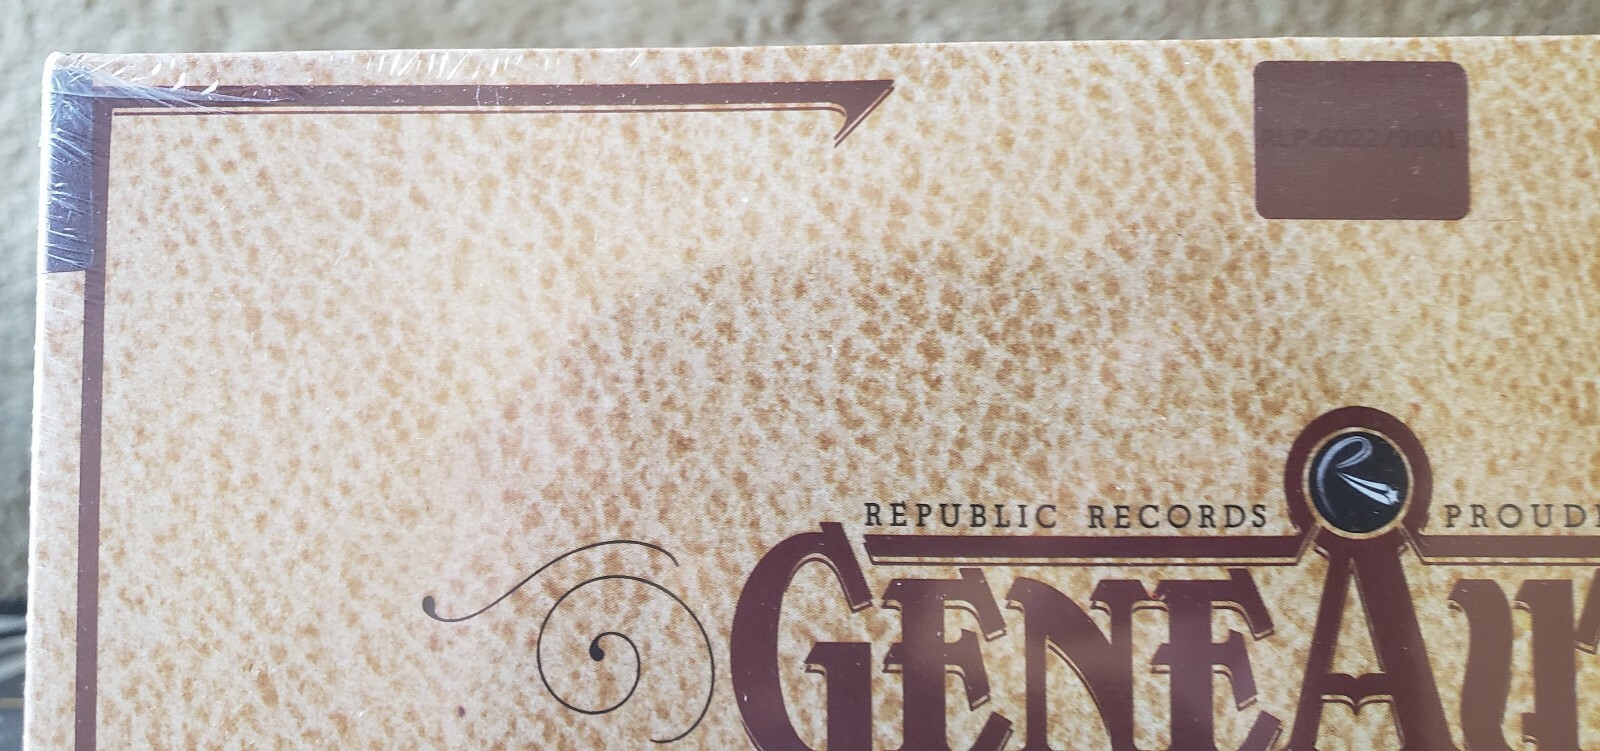 RLP-6022/9001
REPUBLIC RECORDS PROUD
GENE AU